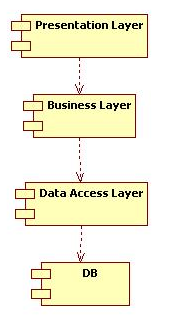 Presentation Layer
Business Layer
Data Access Layer
DB